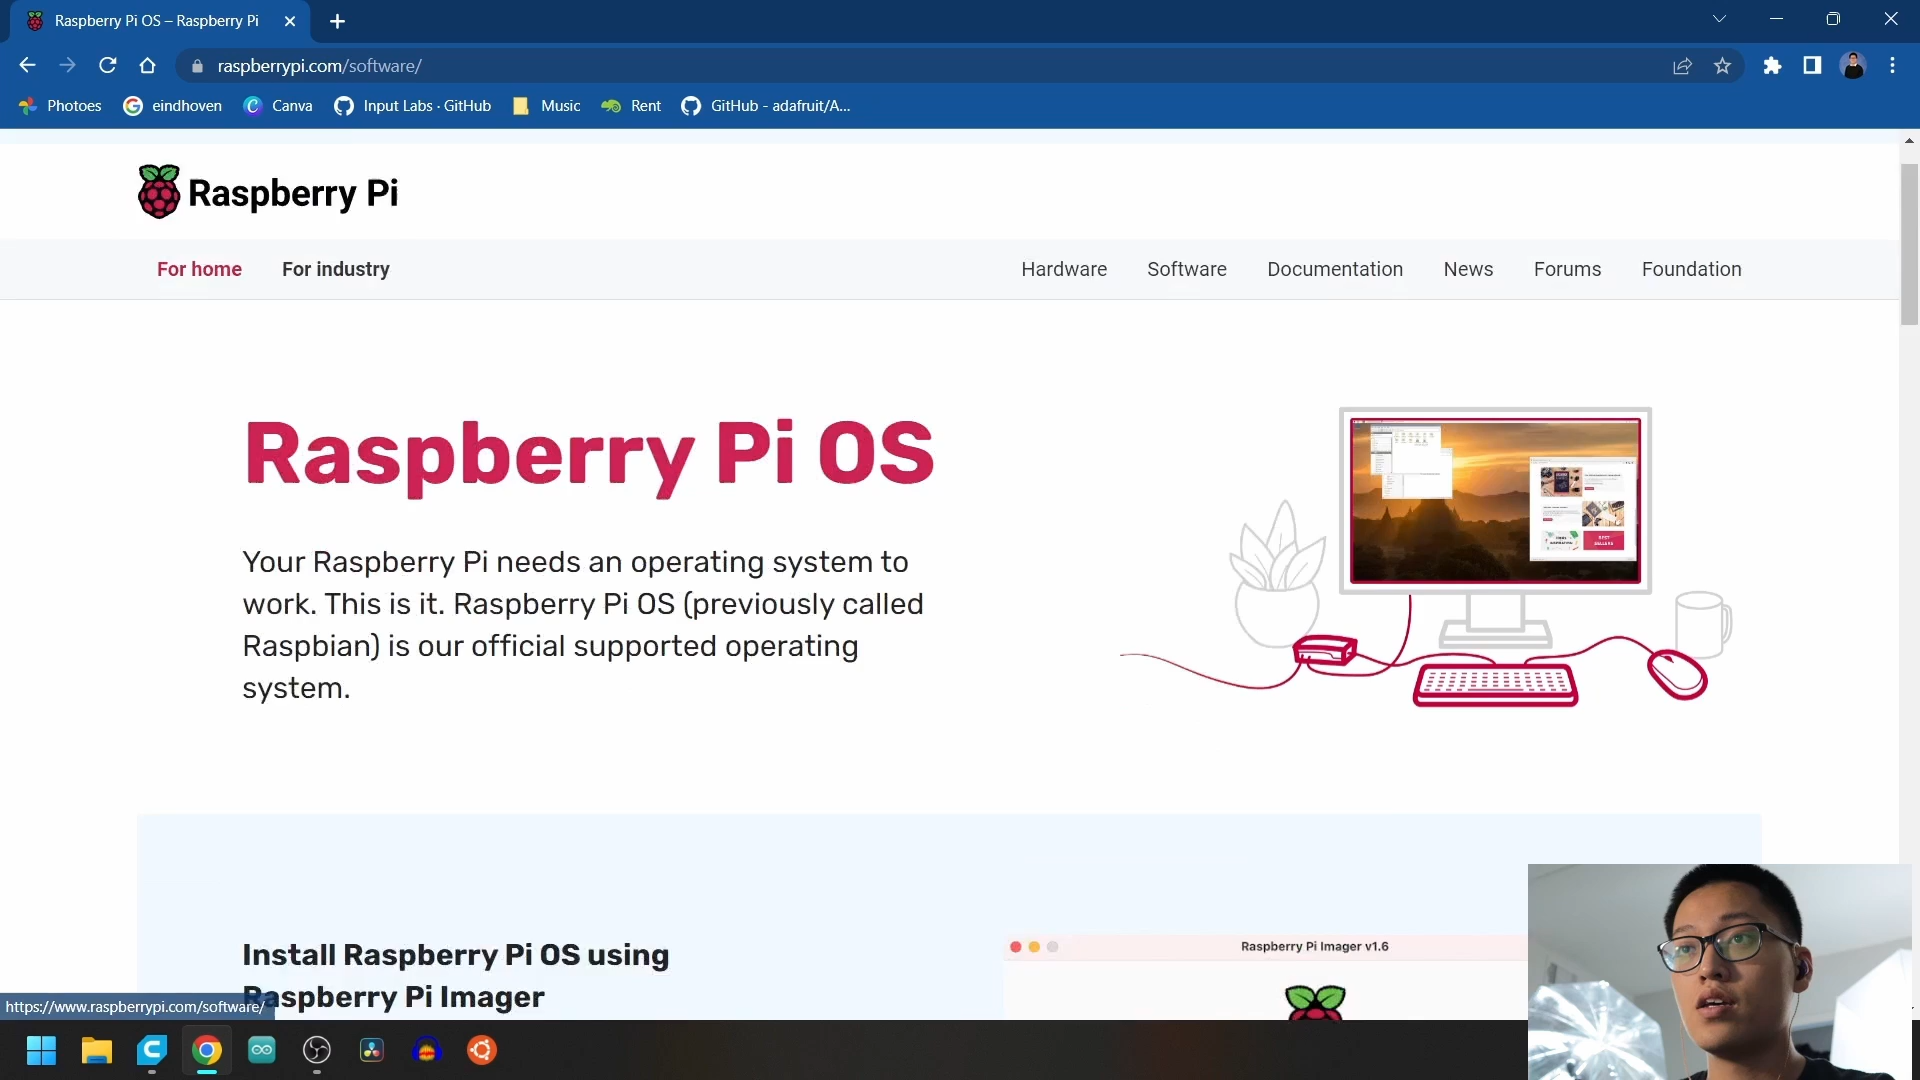 Raspberry Pi OS – Raspberry Pi
raspberrypi.com/software/
Photoes
eindhoven
Canva
Input Labs · GitHub
Music
Rent
GitHub - adafruit/A...
Raspberry Pi
For home
For industry
Hardware
Software
Documentation
News
Forums
Foundation
Raspberry Pi OS
Your Raspberry Pi needs an operating system to
work. This is it. Raspberry Pi OS (previously called
Raspbian) is our official supported operating
system.
Install Raspberry Pi OS using
Raspberry Pi Imager
Raspberry Pi Imager v1.6
https://www.raspberrypi.com/software/